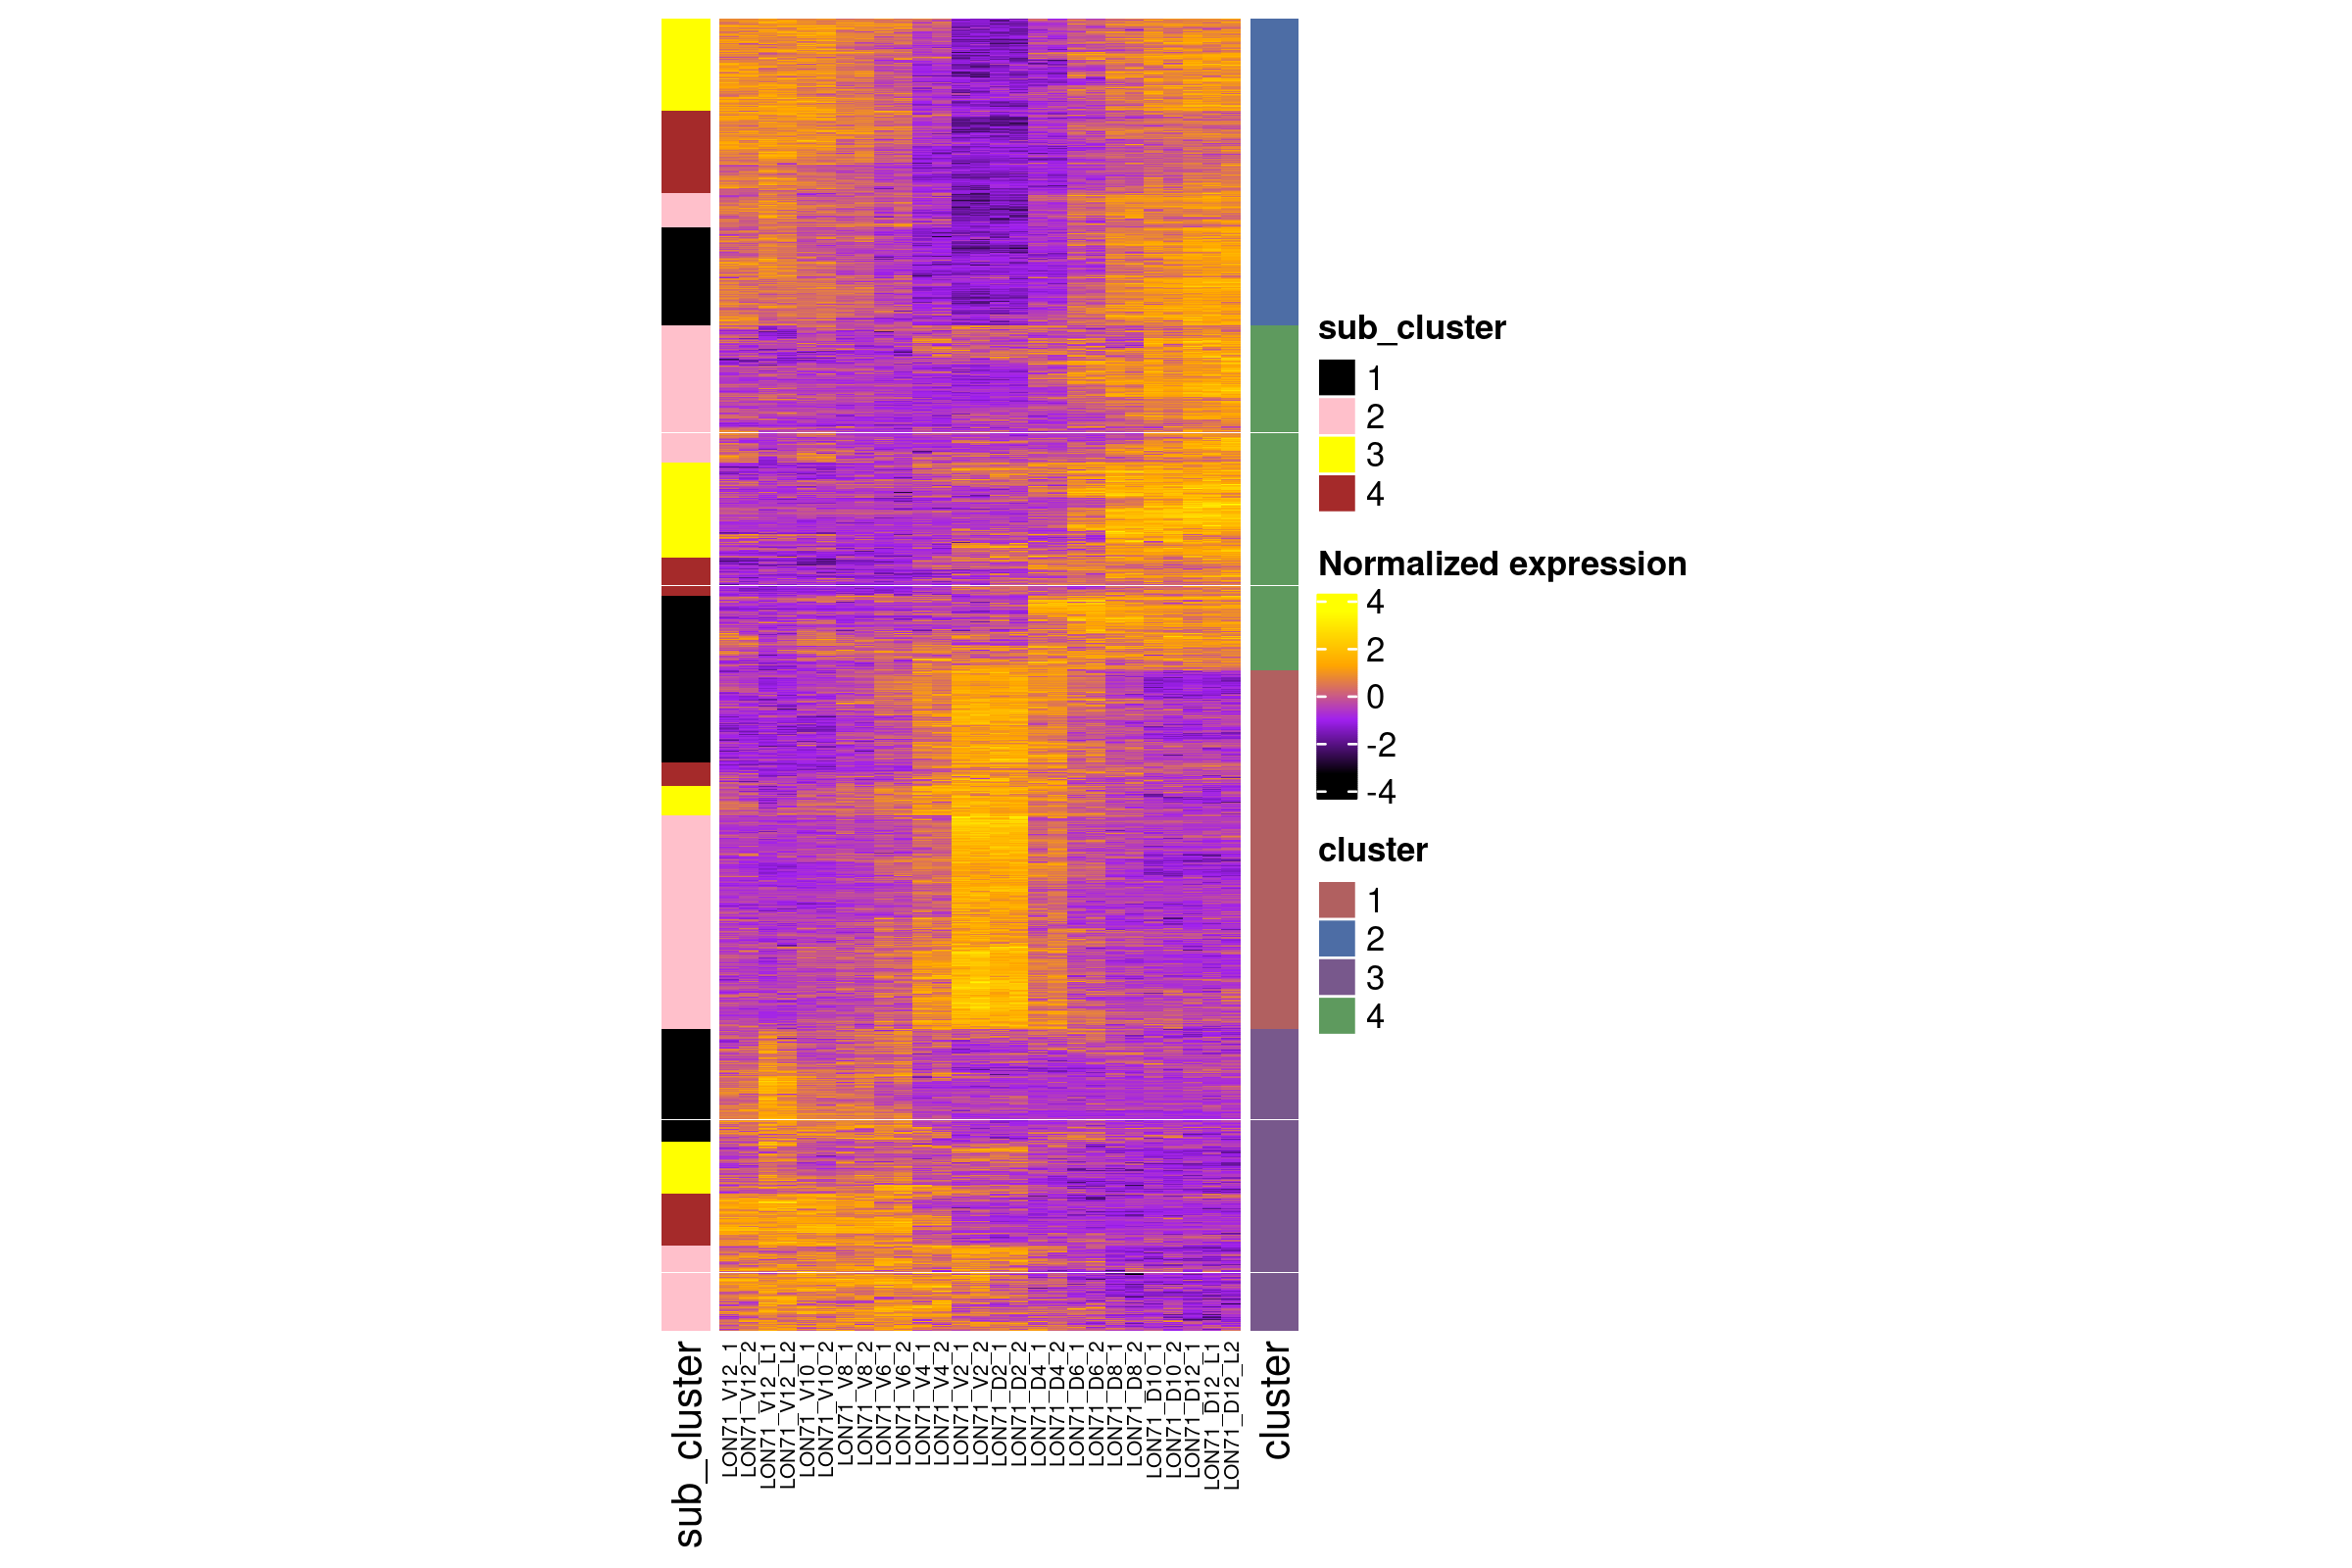 sub_cluster
1
2
3
4
Normalized expression
4
2
0
-2
-4
cluster
1
2
3
4
sub_cluster
LON71_V12_1
LON71_V12_2
LON71_V12_L1
LON71_V12_L2
LON71_V10_1
LON71_V10_2
LON71_V8_1
LON71_V8_2
LON71_V6_1
LON71_V6_2
LON71_V4_1
LON71_V4_2
LON71_V2_1
LON71_V2_2
LON71_D2_1
LON71_D2_2
LON71_D4_1
LON71_D4_2
LON71_D6_1
LON71_D6_2
LON71_D8_1
LON71_D8_2
LON71_D10_1
LON71_D10_2
LON71_D12_1
LON71_D12_L1
LON71_D12_L2
cluster